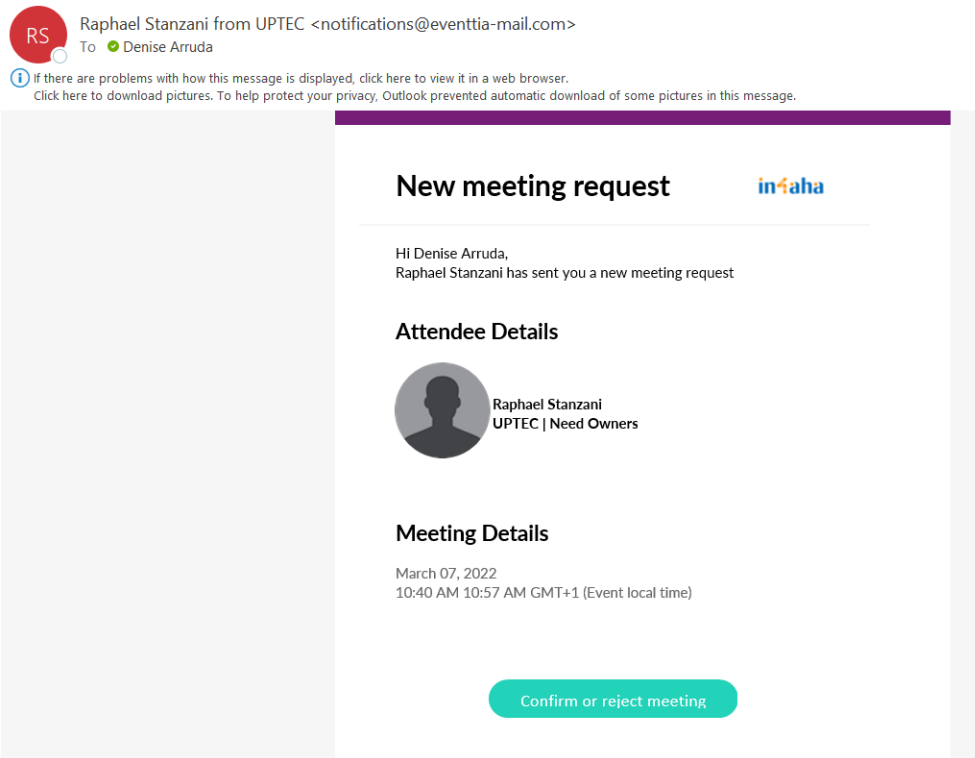 RS
Raphael Stanzani from UPTEC <notifications@eventtia-mail.com>
To Denise Arruda
If there are problems with how this message is displayed, click here to view it in a web browser.
Click here to download pictures. To help protect your privacy, Outlook prevented automatic download of some pictures in this message.
New meeting request
in4aha
Hi Denise Arruda,
Raphael Stanzani has sent you a new meeting request
Attendee Details
Raphael Stanzani
UPTEC | Need Owners
Meeting Details
March 07, 2022
10:40 AM 10:57 AM GMT+1 (Event local time)
Confirm or reject meeting